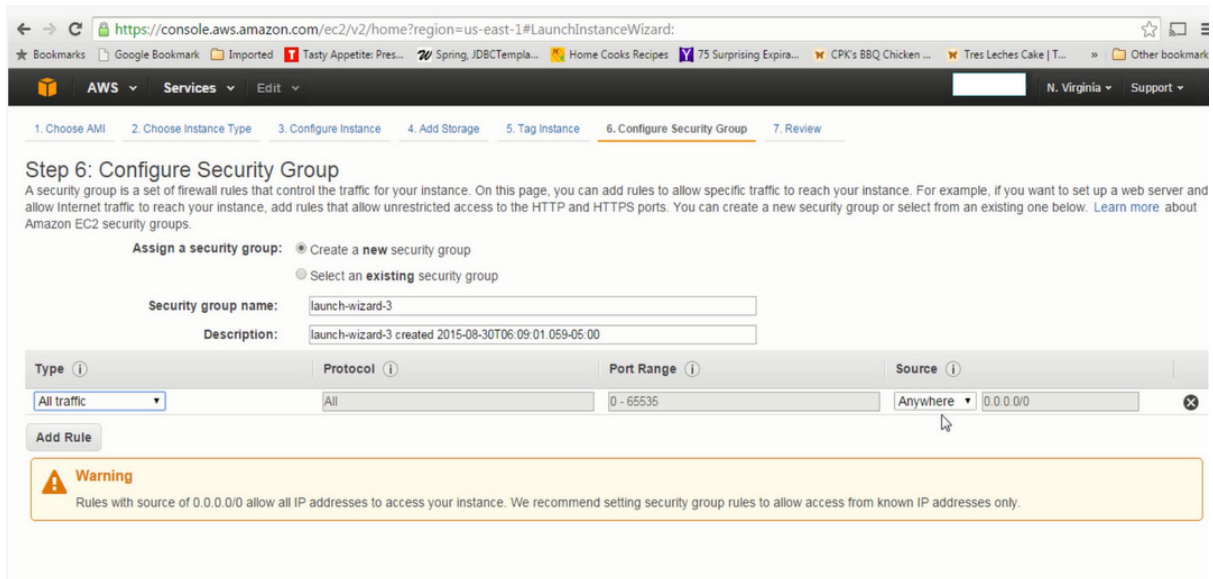 https://console.aws.amazon.com/ec2/v2/home?region=us-east-1#LaunchInstanceWizard:
Bookmarks Google Bookmark Imported Tasty Appetite: Pres... Spring, JDBCTempla... Home Cooks Recipes 75 Surprising Expira... CPK's BBQ Chicken ... Tres Leches Cake | T... » Other bookmark
AWS Services Edit N. Virginia Support
1. Choose AMI 2. Choose Instance Type 3. Configure Instance 4. Add Storage 5. Tag Instance 6. Configure Security Group 7. Review
Step 6: Configure Security Group
A security group is a set of firewall rules that control the traffic for your instance. On this page, you can add rules to allow specific traffic to reach your instance. For example, if you want to set up a web server and
allow Internet traffic to reach your instance, add rules that allow unrestricted access to the HTTP and HTTPS ports. You can create a new security group or select from an existing one below. Learn more about
Amazon EC2 security groups.
Assign a security group: Create a new security group
Select an existing security group
Security group name: launch-wizard-3
Description: launch-wizard-3 created 2015-08-30T06:09:01.059-05:00
Type Protocol Port Range Source
All traffic All 0 - 65535 Anywhere 0.0.0.0/0
Add Rule
Warning
Rules with source of 0.0.0.0/0 allow all IP addresses to access your instance. We recommend setting security group rules to allow access from known IP addresses only.